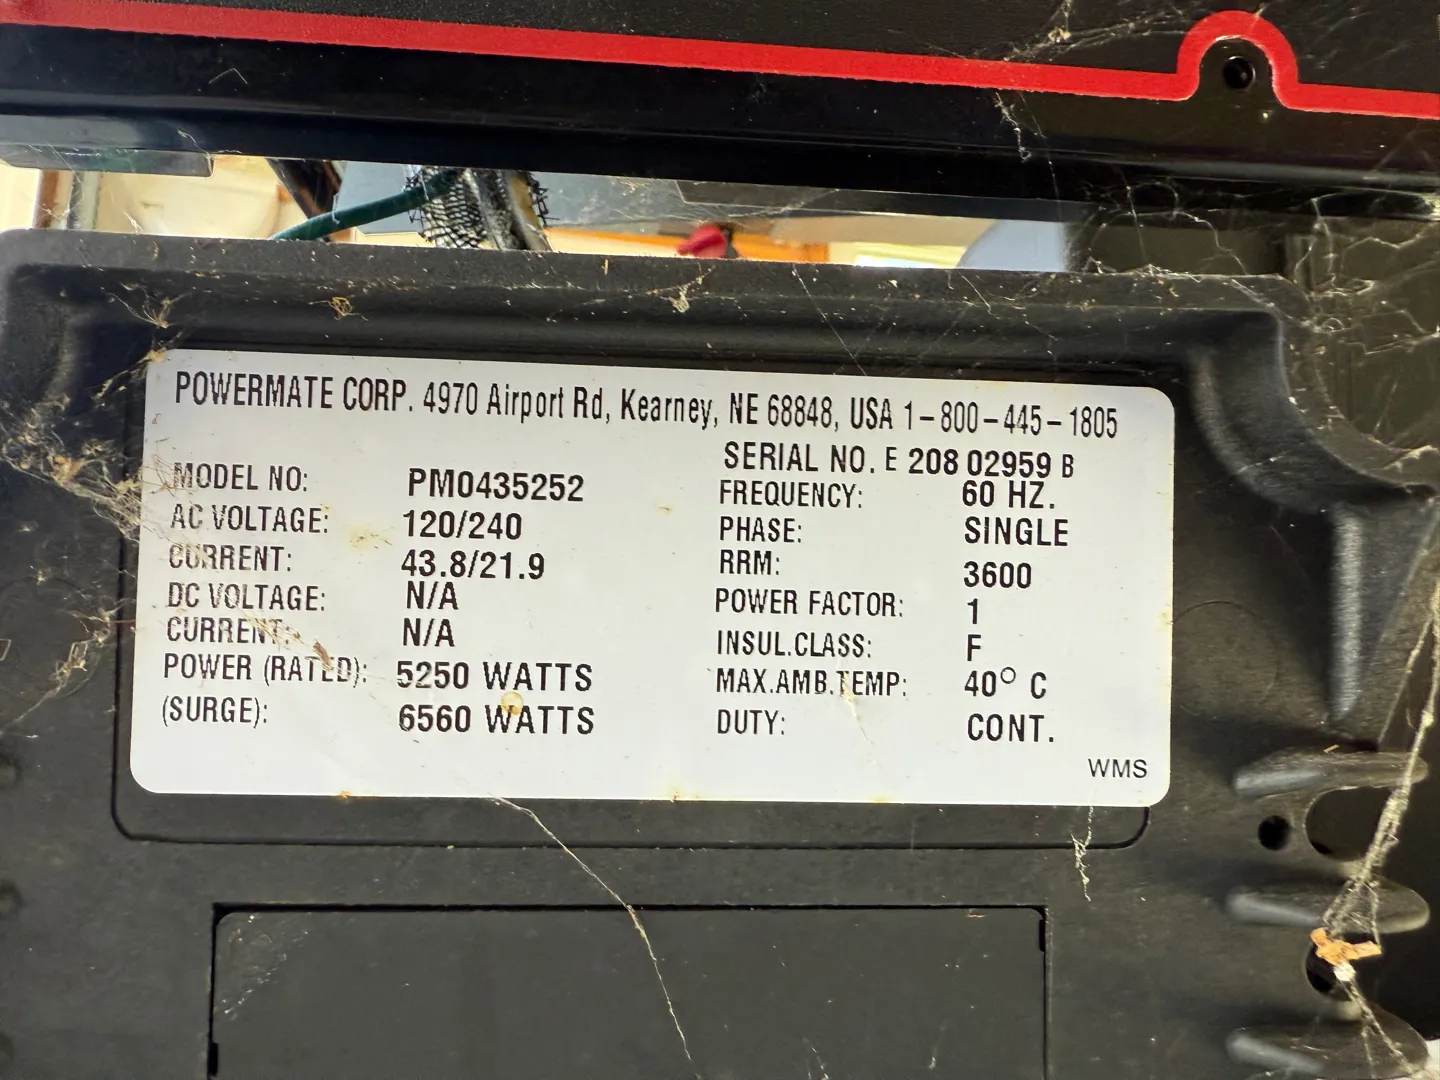 POWERMATE CORP. 4970 Airport Rd, Kearney, NE 68848, USA 1-800-445-1805
SERIAL NO. E 208 02959 B
MODEL NO: PM0435252 FREQUENCY: 60 HZ.
AC VOLTAGE: 120/240 PHASE: SINGLE
CURRENT: 43.8/21.9 RRM: 3600
DC VOLTAGE: N/A POWER FACTOR: 1
CURRENT: N/A INSUL.CLASS: F
POWER (RATED): 5250 WATTS MAX.AMB.TEMP: 40° C
(SURGE): 6560 WATTS DUTY: CONT.
WMS